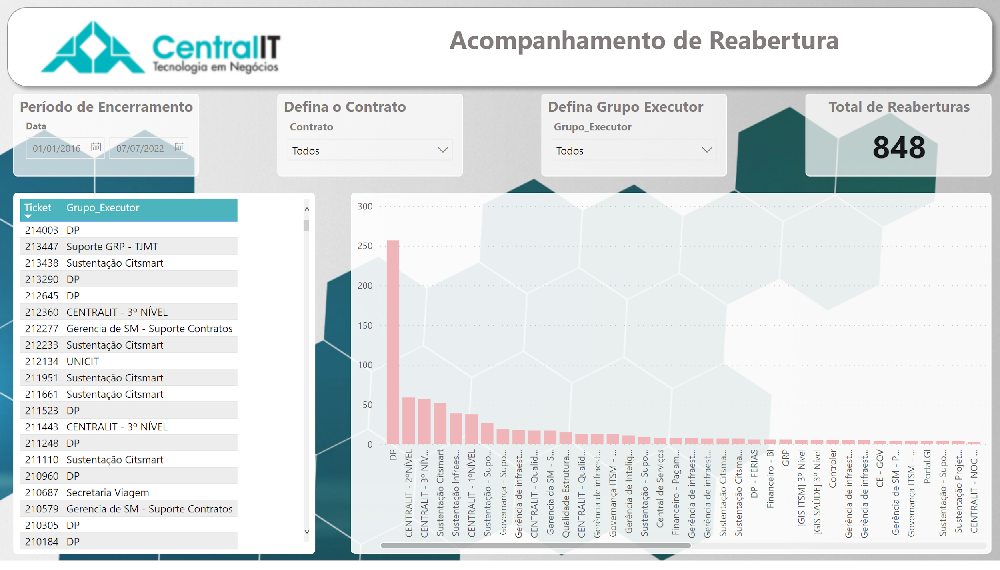 CentralIT
Tecnologia em Negócios
Acompanhamento de Reabertura
Período de Encerramento
Data
01/01/2016
07/07/2022
Defina o Contrato
Contrato
Todos
Defina Grupo Executor
Grupo_Executor
Todos
Total de Reaberturas
848
Ticket Grupo_Executor
214003 DP
213447 Suporte GRP - TJMT
213438 Sustentação Citsmart
213290 DP
212645 DP
212360 CENTRALIT - 3º NÍVEL
212277 Gerencia de SM - Suporte Contratos
212233 Sustentação Citsmart
212134 UNICIT
211951 Sustentação Citsmart
211661 Sustentação Citsmart
211523 DP
211443 CENTRALIT - 3º NÍVEL
211248 DP
211110 Sustentação Citsmart
210960 DP
210687 Secretaria Viagem
210579 Gerencia de SM - Suporte Contratos
210305 DP
210184 DP
300
250
200
150
100
50
0
DP
CENTRALIT - 2ºNÍVEL
CENTRALIT - 3º NÍV...
Sustentação Citsmart
Sustentação Infraes...
CENTRALIT - 1ºNÍVEL
Sustentação - Supo...
Governança - Supo...
Gerência de infraest...
CENTRALIT - Qualid...
Gerencia de SM - S...
Qualidade Estrutura...
CENTRALIT - Qualid...
Gerência de infraest...
Governança ITSM - ...
Gerência de Intelig...
Sustentação - Supo...
Central de Serviços
Financeiro - Pagam...
Gerência de infraest...
Gerência de infraest...
Sustentação Citsma...
Sustentação Citsma...
DP - FÉRIAS
Financeiro - BI
GRP
[GIS ITSM] 3º Nível
[GIS SAÚDE] 3º Nível
Controler
Gerência de infraest...
Gerência de infraest...
CE - GOV
Gerência de SM - P...
Governança ITSM - ...
Portal.GI
Sustentação - Supo...
Sustentação Projet...
CENTRALIT - NOC ...